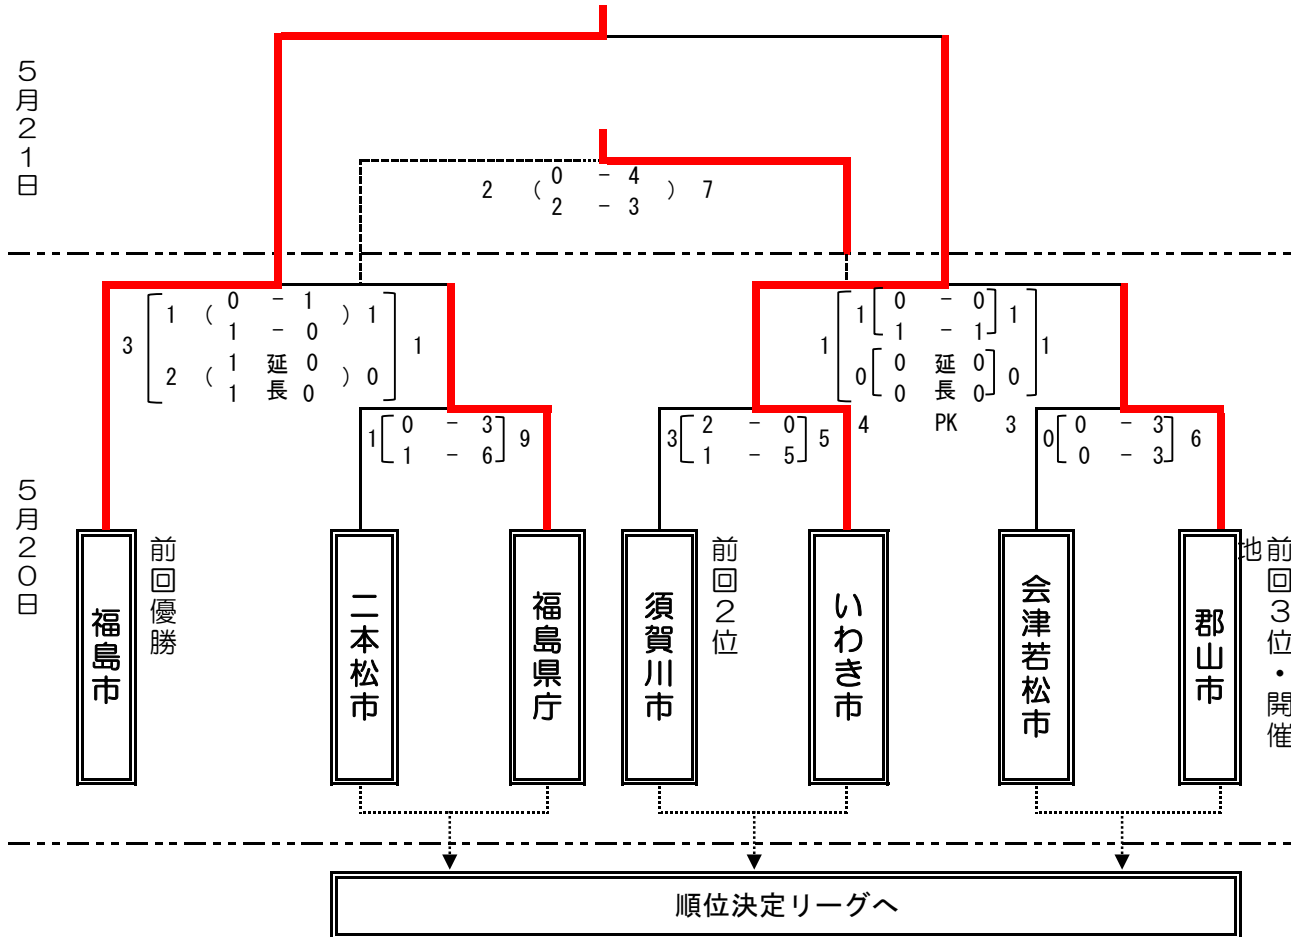 5月21日
0 - 4
2 ( ) 7
2 - 3
0 - 1
1 ( ) 1
1 - 0
3 1
1 延 0
2 ( ) 0
1 長 0
0 - 0
1 1
1 - 1
1 1
0 延 0
0 0
0 長 0
4 PK 3
0 - 3
1 9
1 - 6
2 - 0
3 5
1 - 5
0 - 3
0 6
0 - 3
5月20日
福島市
前回優勝
二本松市
福島県庁
須賀川市
前回2位
いわき市
会津若松市
郡山市
前回3位・開催
地
順位決定リーグへ